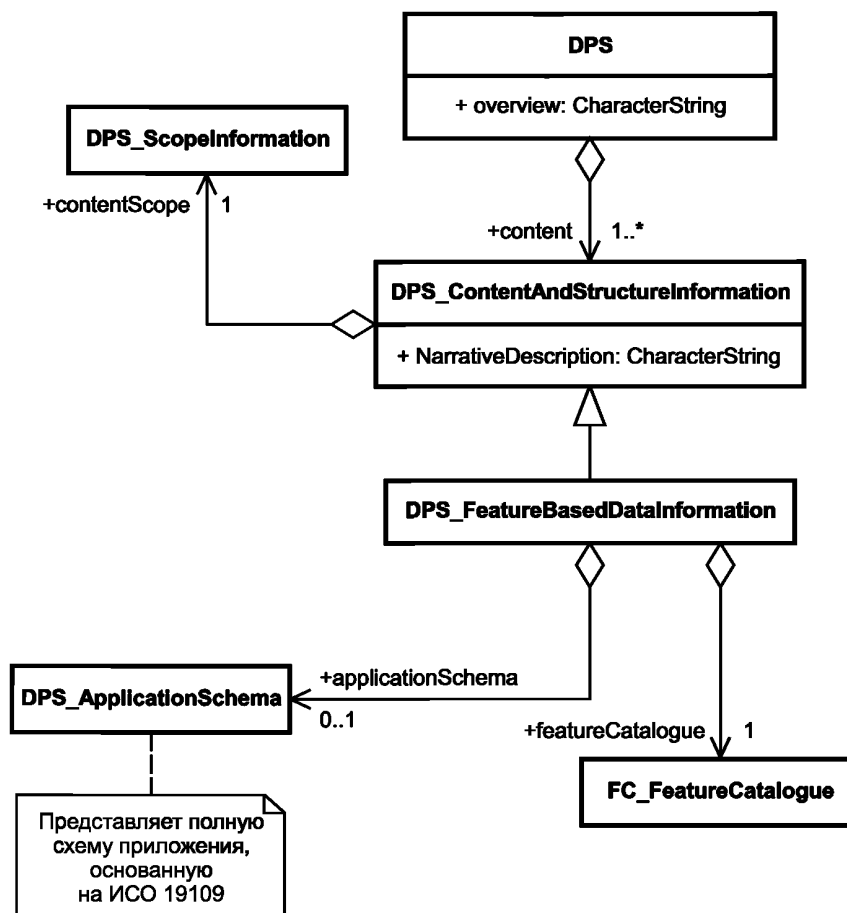 DPS
+ overview: CharacterString
DPS_ScopeInformation
+contentScope
1
+content
1..*
DPS_ContentAndStructureInformation
+ NarrativeDescription: CharacterString
DPS_FeatureBasedDataInformation
+applicationSchema
DPS_ApplicationSchema
0..1
+featureCatalogue
1
FC_FeatureCatalogue
Представляет полную
схему приложения,
основанную
на ИСО 19109